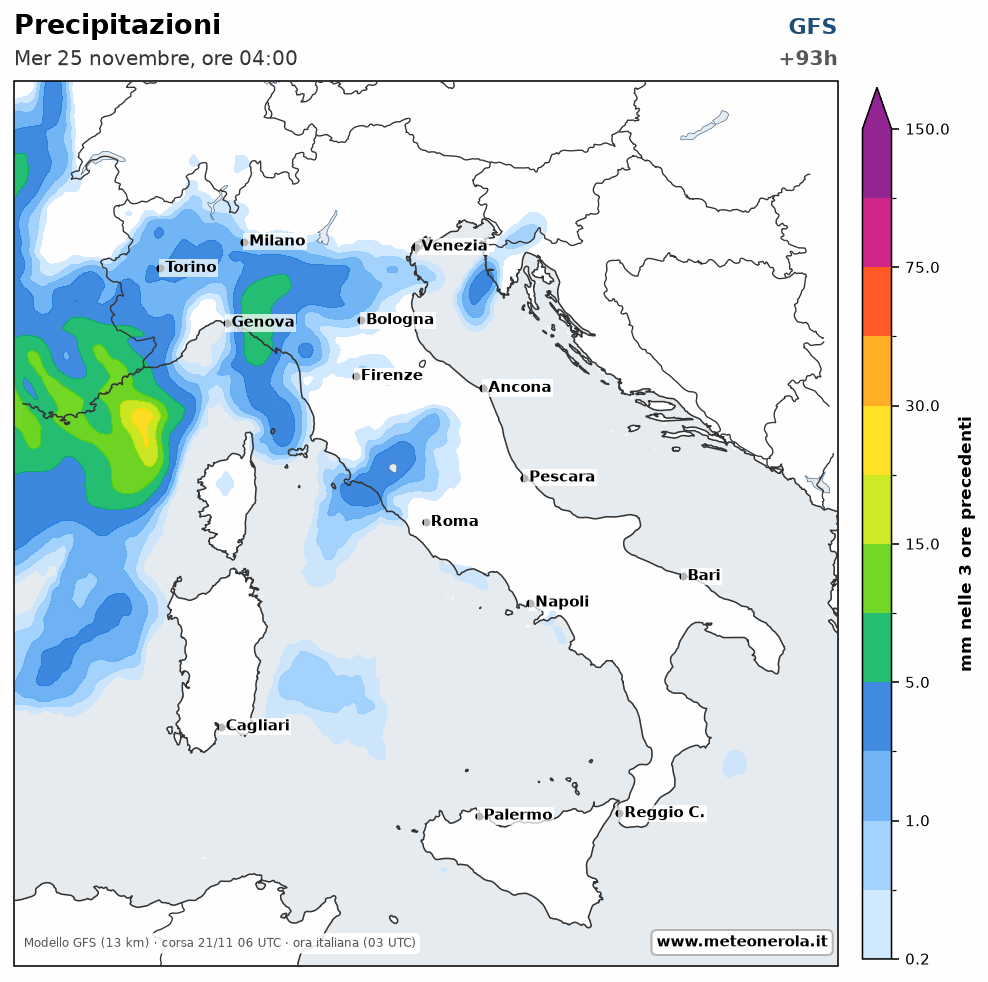 Precipitazioni
GFS
Mer 25 novembre, ore 04:00
+93h
150.0
75.0
30.0
15.0
5.0
1.0
0.2
mm nelle 3 ore precedenti
Milano
Venezia
Torino
Genova
Bologna
Firenze
Ancona
Pescara
Roma
Bari
Napoli
Cagliari
Palermo
Reggio C.
Modello GFS (13 km) · corsa 21/11 06 UTC · ora italiana (03 UTC)
www.meteonerola.it